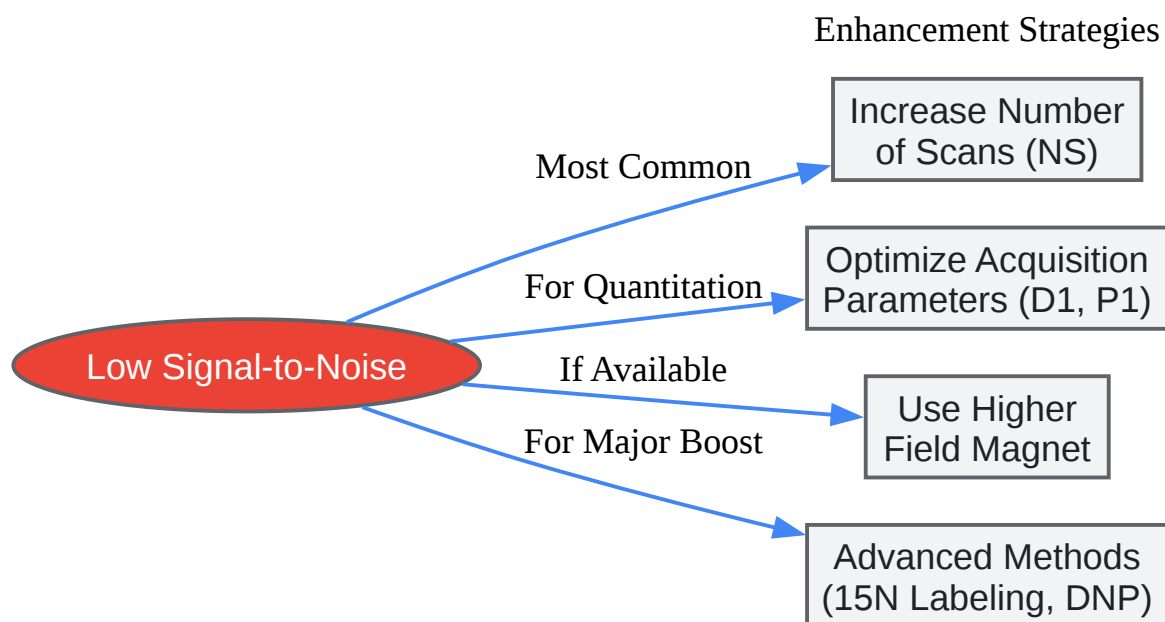 Enhancement Strategies
Increase Number
of Scans (NS)
Most Common
Optimize Acquisition
Parameters (D1, P1)
For Quantitation
Low Signal-to-Noise
If Available
Use Higher
Field Magnet
For Major Boost
Advanced Methods
(15N Labeling, DNP)